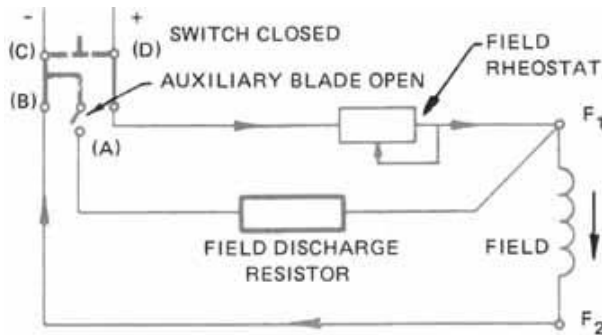 - +
(C) (D) SWITCH CLOSED
FIELD
RHEOSTAT
AUXILIARY BLADE OPEN
(B)
(A)
F1
FIELD DISCHARGE
RESISTOR
FIELD
F2